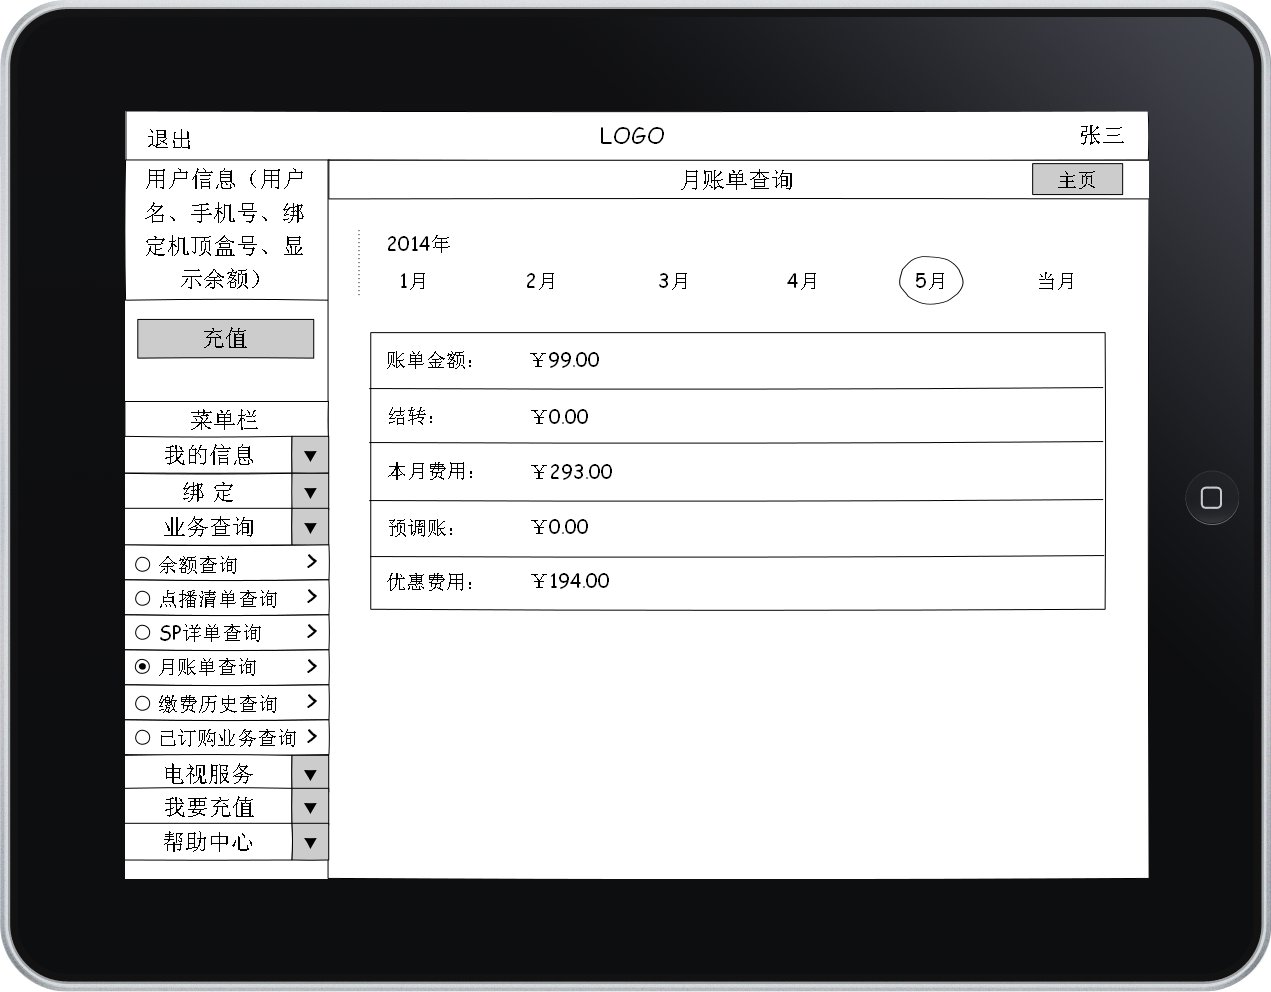 退出
LOGO
张三
用户信息（用户
名、手机号、绑
定机顶盒号、显
示余额）
充值
菜单栏
我的信息
绑 定
业务查询
余额查询
点播清单查询
SP详单查询
月账单查询
缴费历史查询
已订购业务查询
电视服务
我要充值
帮助中心
月账单查询
主页
2014年
1月 2月 3月 4月 5月 当月
账单金额： ￥99.00
结转： ￥0.00
本月费用： ￥293.00
预调账： ￥0.00
优惠费用： ￥194.00